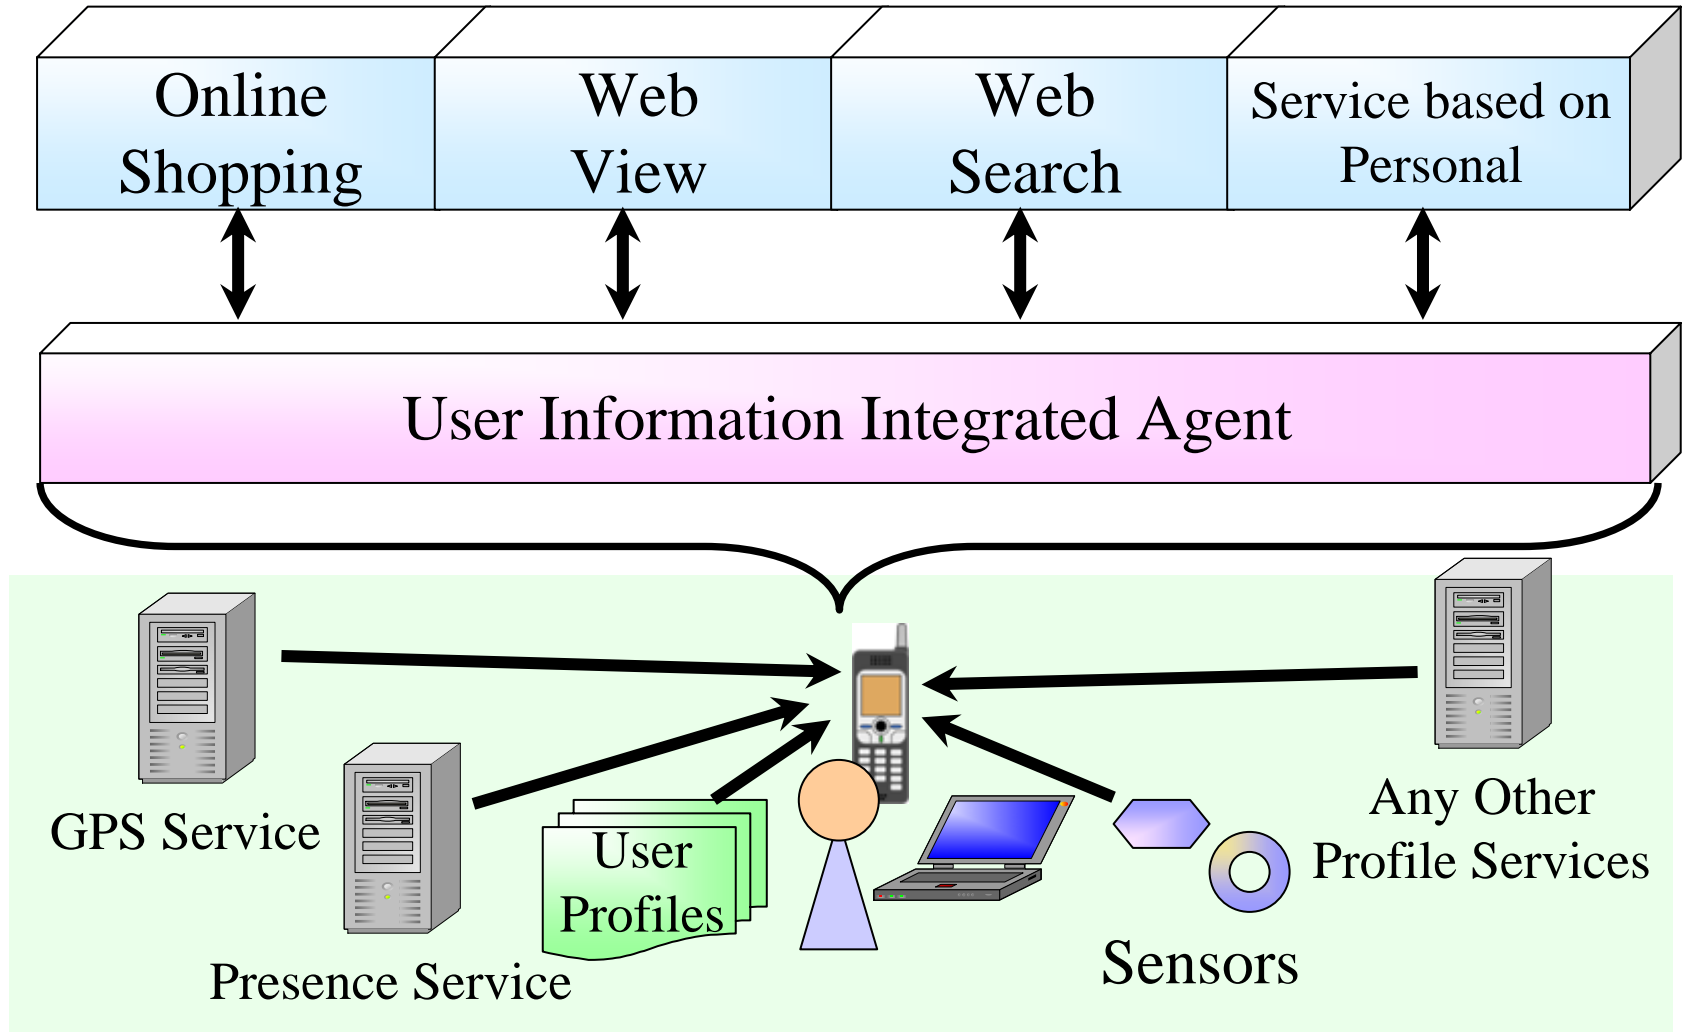 Online
Shopping
Web
View
Web
Search
Service based on
Personal
User Information Integrated Agent
GPS Service
Presence Service
User
Profiles
Sensors
Any Other
Profile Services